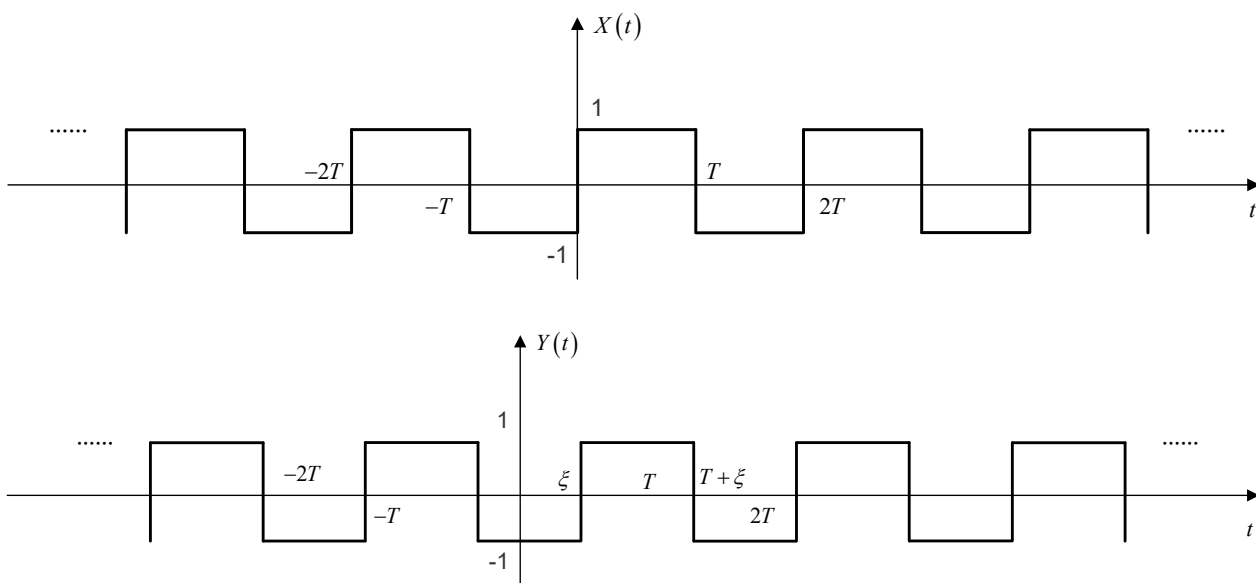 X(t)
1
...... ......
−2T T
−T 2T t
-1
Y(t)
1
...... ......
−2T ξ T T + ξ
−T 2T
t
-1